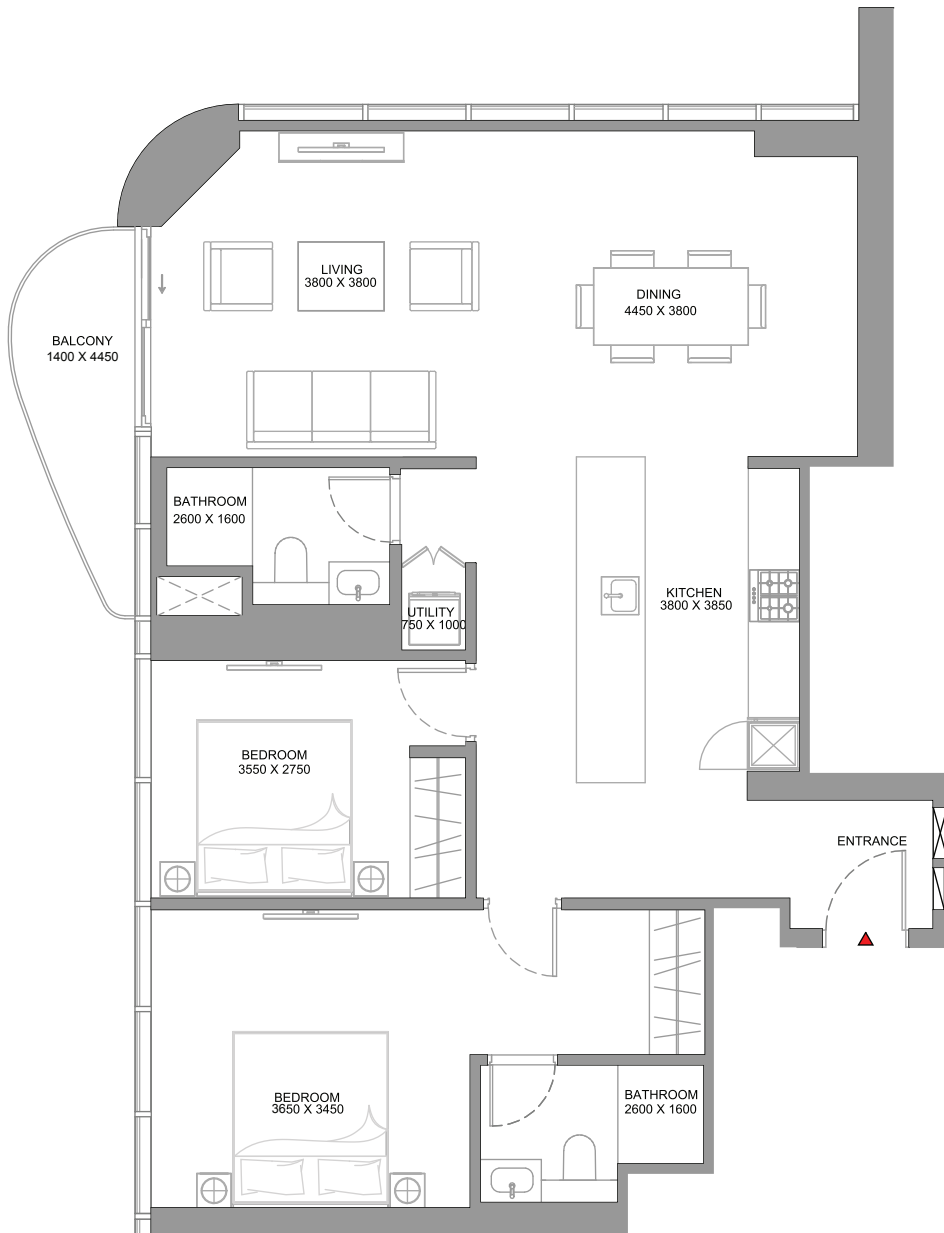 LIVING
3800 X 3800
DINING
4450 X 3800
BALCONY
1400 X 4450
BATHROOM
2600 X 1600
KITCHEN
3800 X 3850
UTILITY
750 X 1000
BEDROOM
3550 X 2750
ENTRANCE
BEDROOM
3650 X 3450
BATHROOM
2600 X 1600